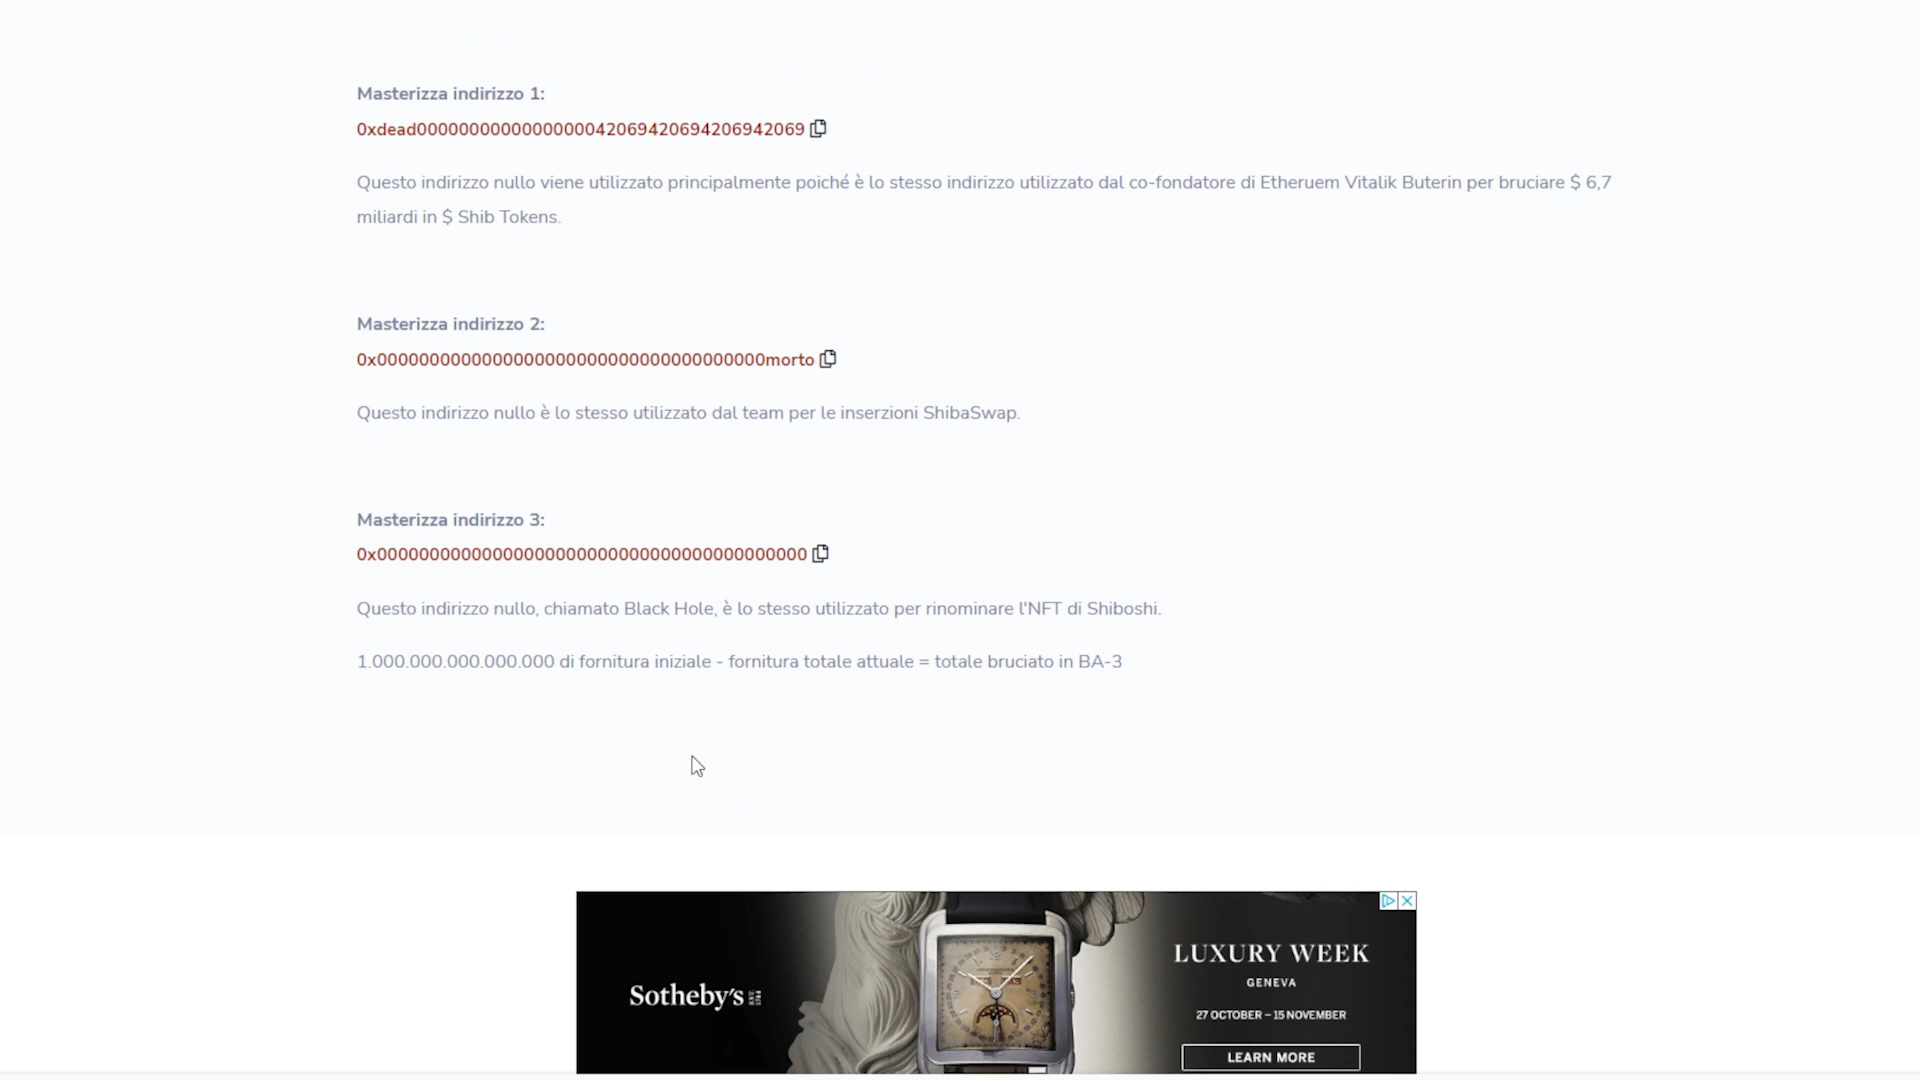 Masterizza indirizzo 1:
0xdead000000000000000042069420694206942069
Questo indirizzo nullo viene utilizzato principalmente poiché è lo stesso indirizzo utilizzato dal co-fondatore di Etheruem Vitalik Buterin per bruciare $ 6,7
miliardi in $ Shib Tokens.
Masterizza indirizzo 2:
0x000000000000000000000000000000000000morto
Questo indirizzo nullo è lo stesso utilizzato dal team per le inserzioni ShibaSwap.
Masterizza indirizzo 3:
0x0000000000000000000000000000000000000000
Questo indirizzo nullo, chiamato Black Hole, è lo stesso utilizzato per rinominare l'NFT di Shiboshi.
1.000.000.000.000.000 di fornitura iniziale - fornitura totale attuale = totale bruciato in BA-3
Sotheby's
LUXURY WEEK
GENEVA
27 OCTOBER – 15 NOVEMBER
LEARN MORE